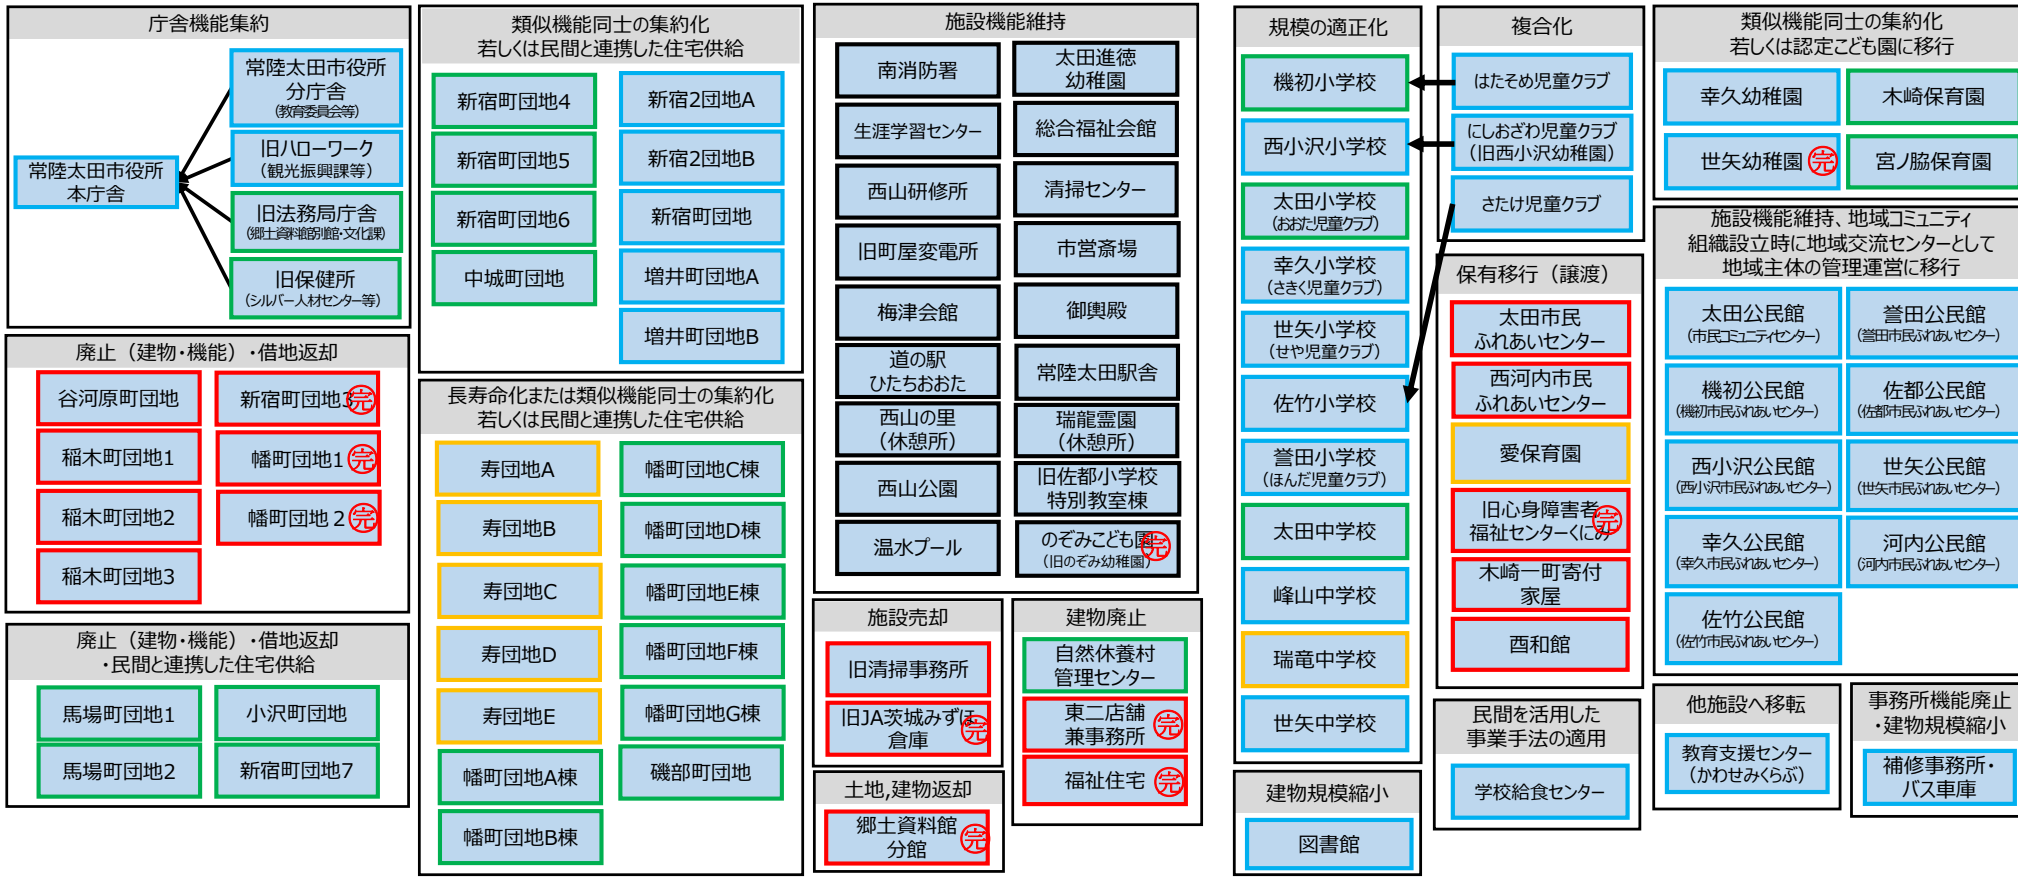 庁舎機能集約
常陸太田市役所
分庁舎
(教育委員会等)
旧ハローワーク
(観光振興課等)
常陸太田市役所
本庁舎
旧法務局庁舎
(郷土資料館別館・文化課)
旧保健所
(シルバー人材センター等)
廃止（建物・機能）・借地返却
谷河原町団地
新宿町団地3
完
稲木町団地1
幡町団地1
完
稲木町団地2
幡町団地２
完
稲木町団地3
廃止（建物・機能）・借地返却
・民間と連携した住宅供給
馬場町団地1
小沢町団地
馬場町団地2
新宿町団地7
類似機能同士の集約化
若しくは民間と連携した住宅供給
新宿町団地4
新宿2団地A
新宿町団地5
新宿2団地B
新宿町団地6
新宿町団地
中城町団地
増井町団地A
増井町団地B
長寿命化または類似機能同士の集約化
若しくは民間と連携した住宅供給
寿団地A
幡町団地C棟
寿団地B
幡町団地D棟
寿団地C
幡町団地E棟
寿団地D
幡町団地F棟
寿団地E
幡町団地G棟
幡町団地A棟
磯部町団地
幡町団地B棟
施設機能維持
南消防署
太田進徳
幼稚園
生涯学習センター
総合福祉会館
西山研修所
清掃センター
旧町屋変電所
市営斎場
梅津会館
御輿殿
道の駅
ひたちおおた
常陸太田駅舎
西山の里
(休憩所)
瑞龍霊園
(休憩所)
西山公園
旧佐都小学校
特別教室棟
温水プール
のぞみこども園
(旧のぞみ幼稚園)
完
施設売却
旧清掃事務所
旧JA茨城みずほ
倉庫
完
土地,建物返却
郷土資料館
分館
完
建物廃止
自然休養村
管理センター
東二店舗
兼事務所
完
福祉住宅
完
規模の適正化
機初小学校
西小沢小学校
太田小学校
(おおた児童クラブ)
幸久小学校
(さきく児童クラブ)
世矢小学校
(せや児童クラブ)
佐竹小学校
誉田小学校
(ほんだ児童クラブ)
太田中学校
峰山中学校
瑞竜中学校
世矢中学校
建物規模縮小
図書館
複合化
はたそめ児童クラブ
にしおざわ児童クラブ
(旧西小沢幼稚園)
さたけ児童クラブ
保有移行（譲渡）
太田市民
ふれあいセンター
西河内市民
ふれあいセンター
愛保育園
旧心身障害者
福祉センターくにみ
完
木崎一町寄付
家屋
酉和館
民間を活用した
事業手法の適用
学校給食センター
類似機能同士の集約化
若しくは認定こども園に移行
幸久幼稚園
木崎保育園
世矢幼稚園
完
宮ノ脇保育園
施設機能維持、地域コミュニティ
組織設立時に地域交流センターとして
地域主体の管理運営に移行
太田公民館
(市民コミュニティセンター)
誉田公民館
(誉田市民ふれあいセンター)
機初公民館
(機初市民ふれあいセンター)
佐都公民館
(佐都市民ふれあいセンター)
西小沢公民館
(西小沢市民ふれあいセンター)
世矢公民館
(世矢市民ふれあいセンター)
幸久公民館
(幸久市民ふれあいセンター)
河内公民館
(河内市民ふれあいセンター)
佐竹公民館
(佐竹市民ふれあいセンター)
他施設へ移転
教育支援センター
(かわせみくらぶ)
事務所機能廃止
・建物規模縮小
補修事務所・
バス車庫